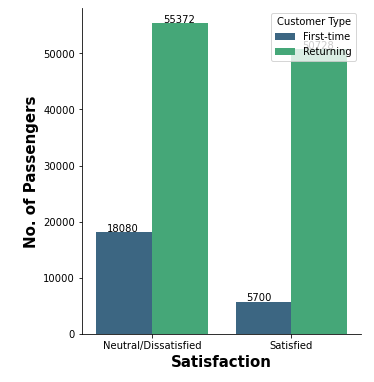 Customer Type
First-time
Returning
55372
18080
5700
50000
40000
30000
20000
10000
0
No. of Passengers
Neutral/Dissatisfied
Satisfied
Satisfaction